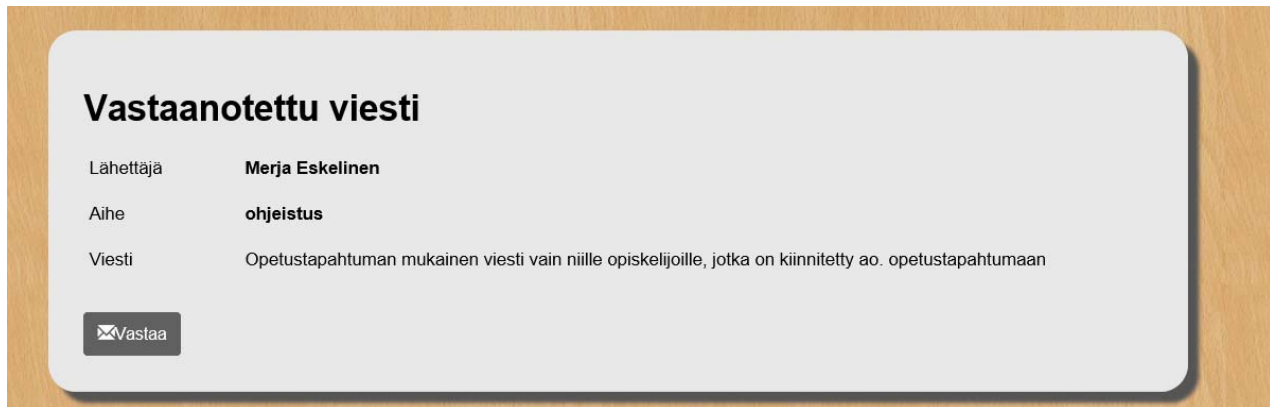 Vastaanotettu viesti
Lähettäjä Merja Eskelinen
Aihe ohjeistus
Viesti Opetustapahtuman mukainen viesti vain niille opiskelijoille, jotka on kiinnitetty ao. opetustapahtumaan
Vastaa